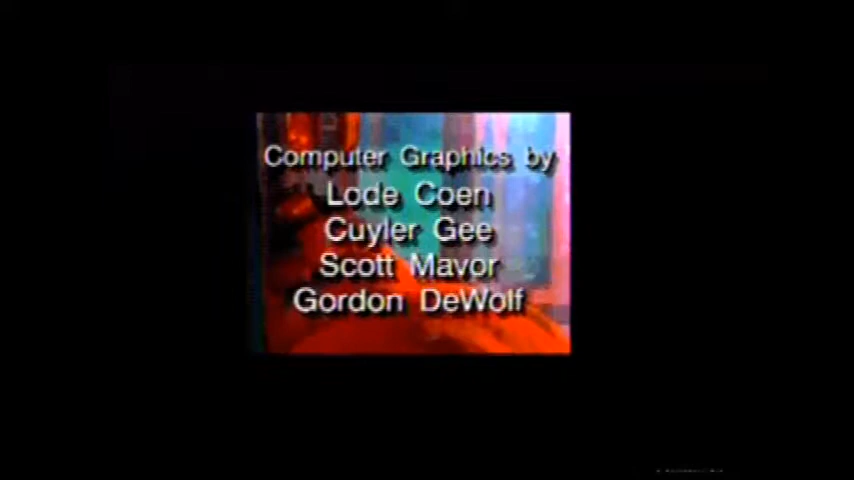 Computer Graphics by
Lode Coen
Cuyler Gee
Scott Mavor
Gordon DeWolf